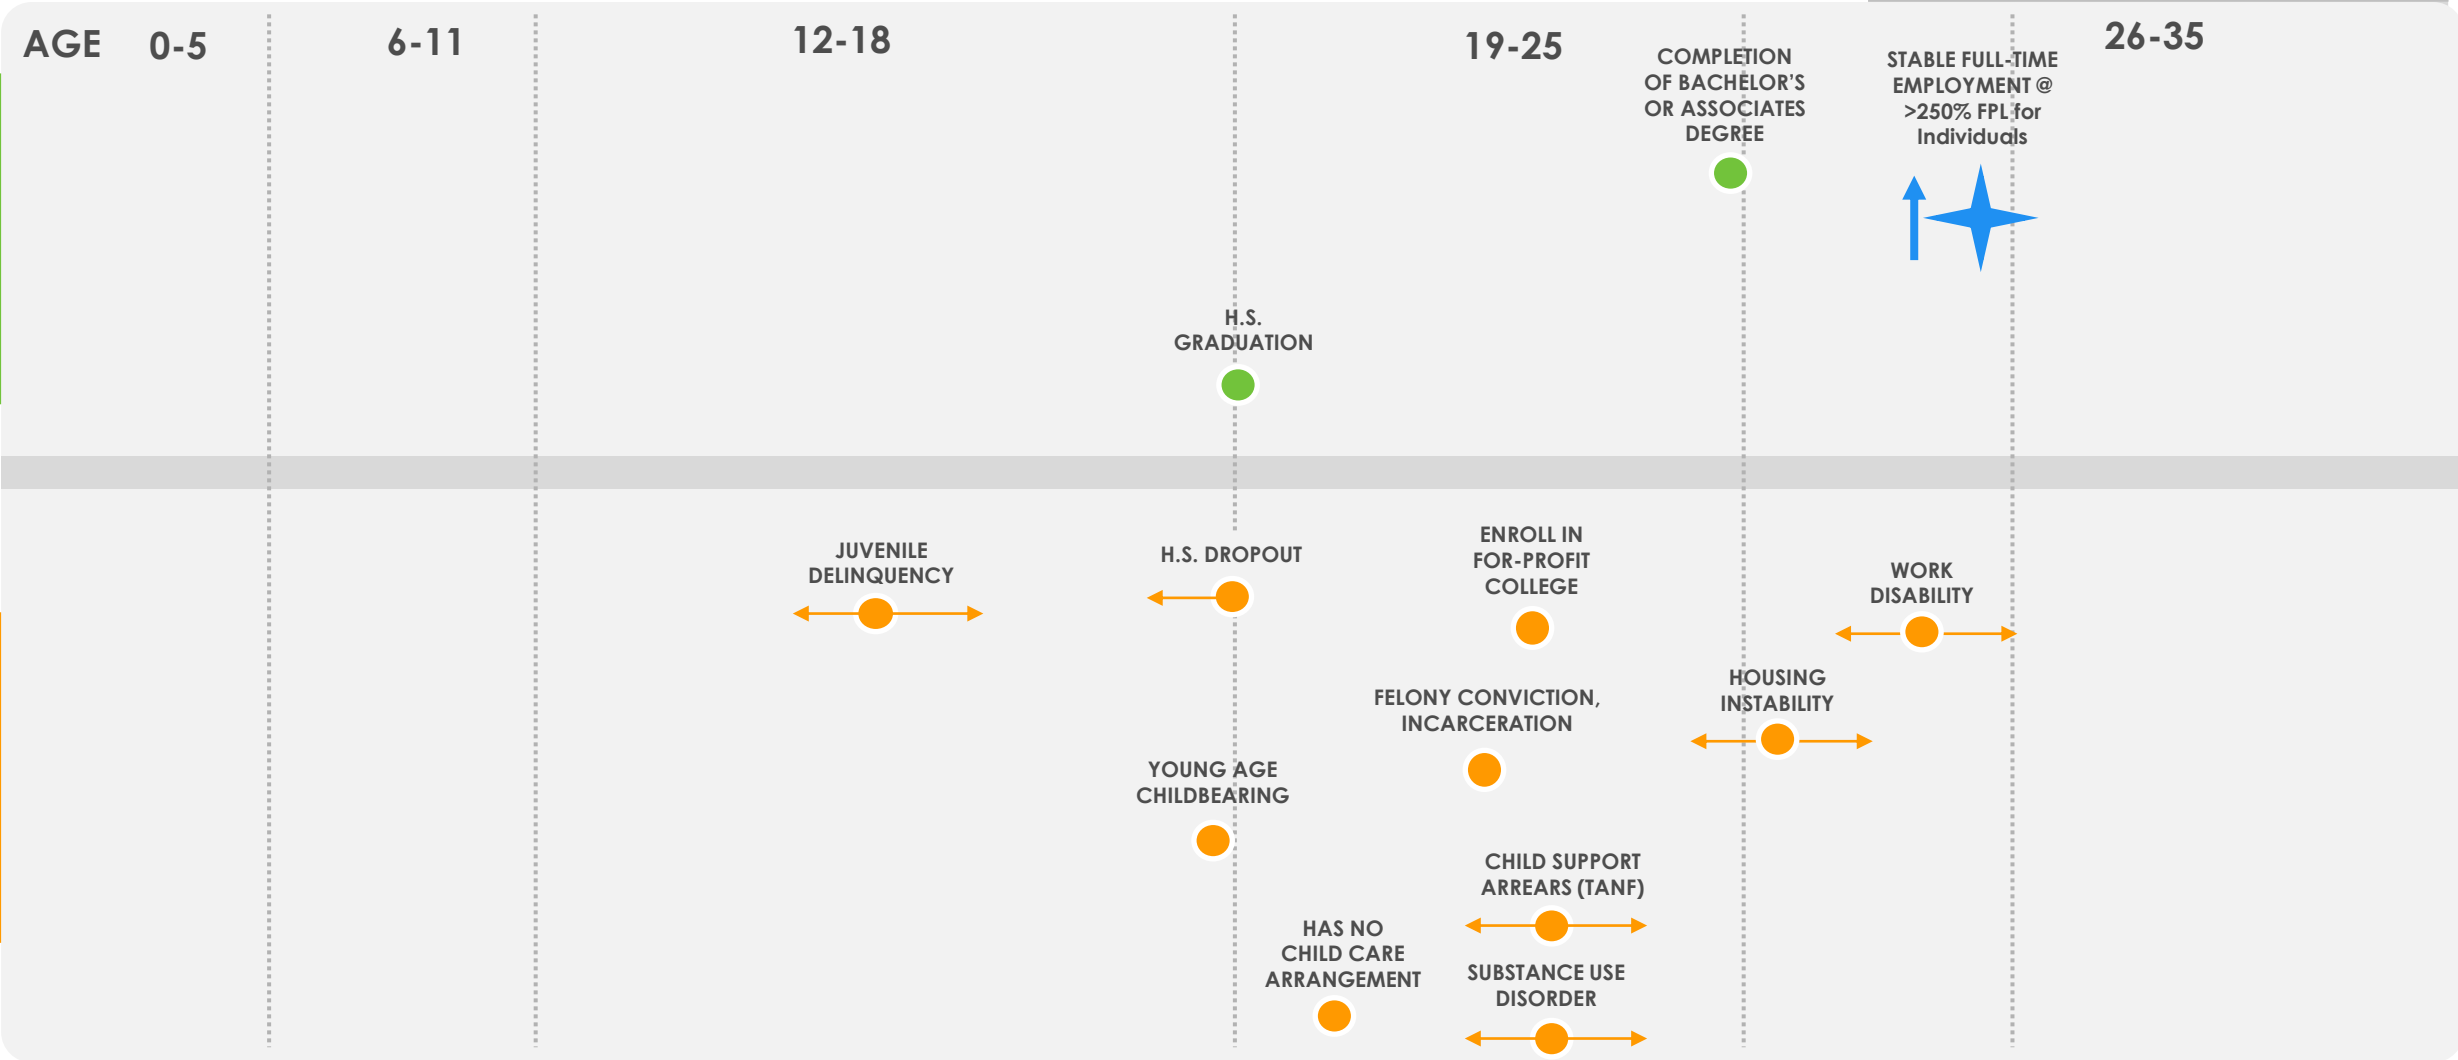 AGE 0-5 6-11 12-18 19-25 26-35
COMPLETION
OF BACHELOR’S
OR ASSOCIATES
DEGREE
STABLE FULL-TIME
EMPLOYMENT @
>250% FPL for
Individuals
H.S.
GRADUATION
JUVENILE
DELINQUENCY
H.S. DROPOUT
ENROLL IN
FOR-PROFIT
COLLEGE
WORK
DISABILITY
FELONY CONVICTION,
INCARCERATION
HOUSING
INSTABILITY
YOUNG AGE
CHILDBEARING
CHILD SUPPORT
ARREARS (TANF)
HAS NO
CHILD CARE
ARRANGEMENT
SUBSTANCE USE
DISORDER